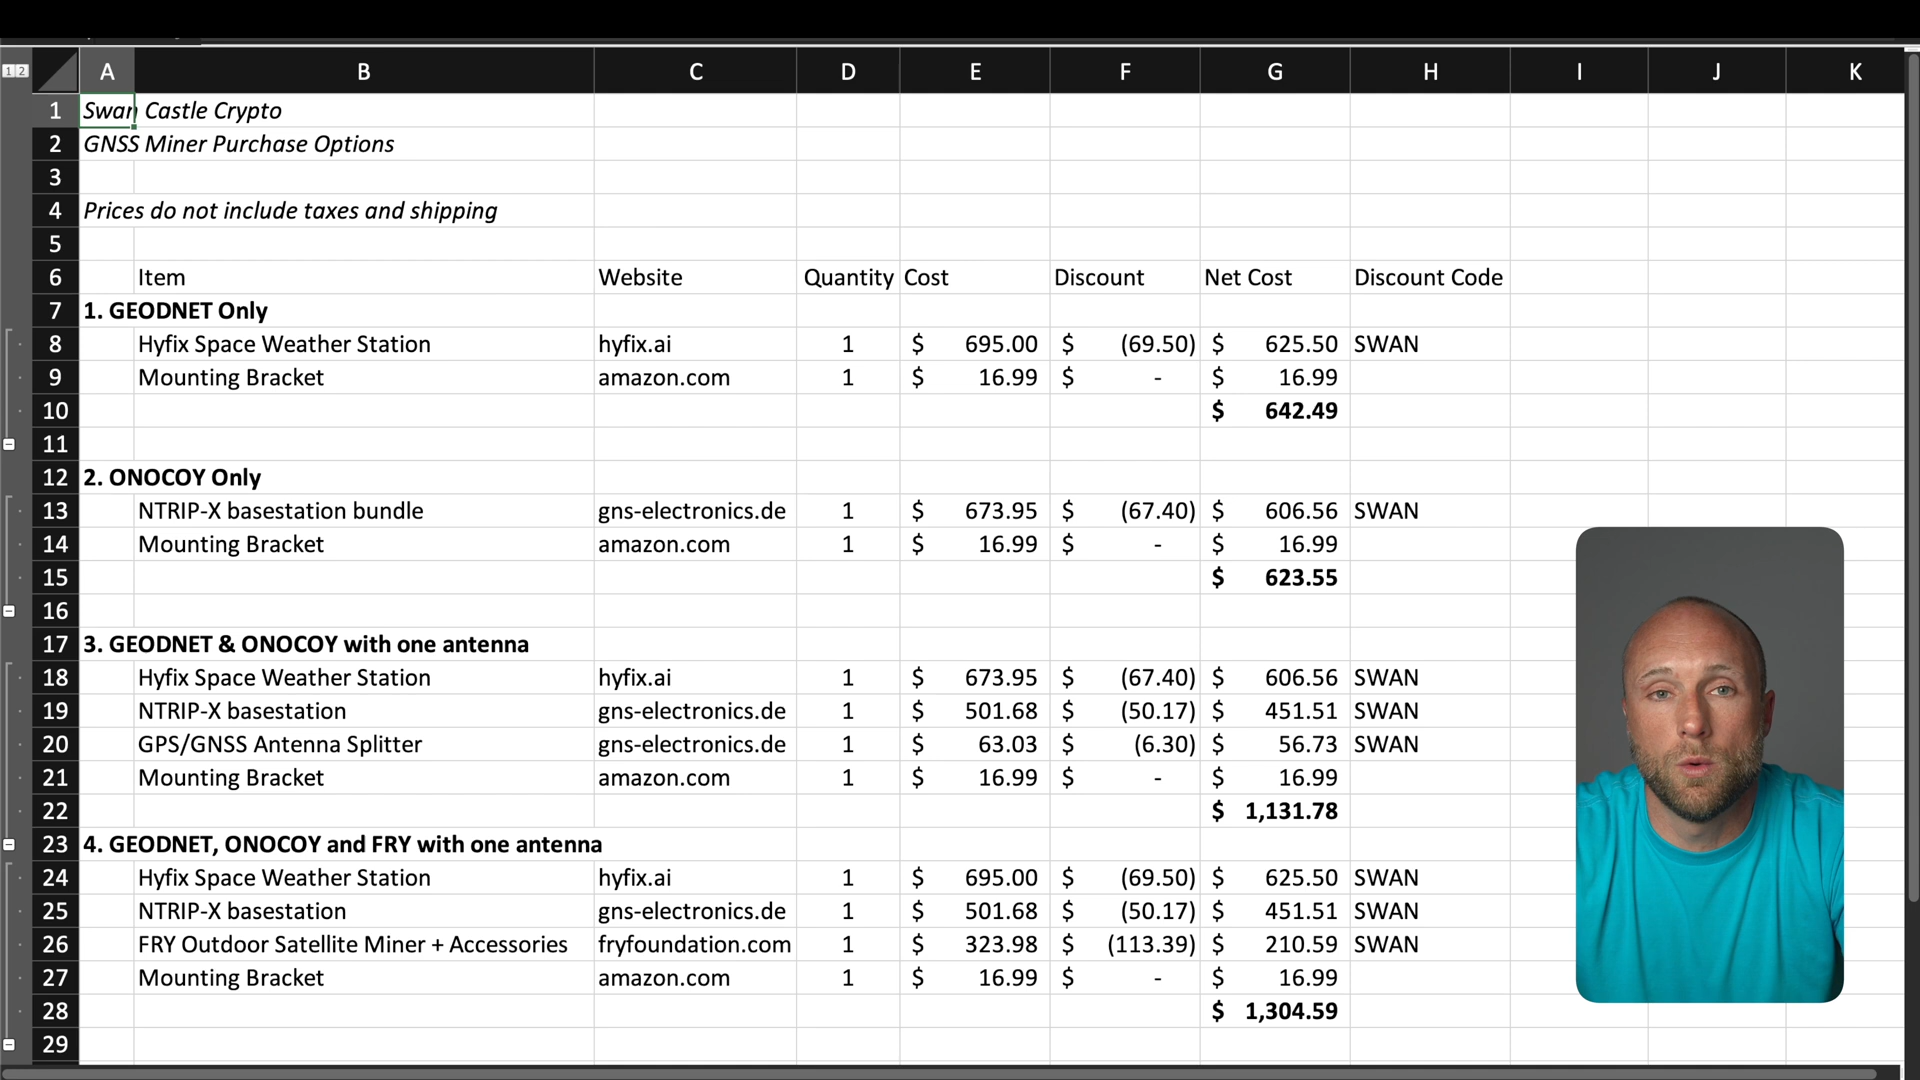 1 2
A B C D E F G H I J K
1 Swan Castle Crypto
2 GNSS Miner Purchase Options
3
4 Prices do not include taxes and shipping
5
6 Item Website Quantity Cost Discount Net Cost Discount Code
7 1. GEODNET Only
8 Hyfix Space Weather Station hyfix.ai 1 $ 695.00 $ (69.50) $ 625.50 SWAN
9 Mounting Bracket amazon.com 1 $ 16.99 $ - $ 16.99
10 $ 642.49
11
12 2. ONOCOY Only
13 NTRIP-X basestation bundle gns-electronics.de 1 $ 673.95 $ (67.40) $ 606.56 SWAN
14 Mounting Bracket amazon.com 1 $ 16.99 $ - $ 16.99
15 $ 623.55
16
17 3. GEODNET & ONOCOY with one antenna
18 Hyfix Space Weather Station hyfix.ai 1 $ 673.95 $ (67.40) $ 606.56 SWAN
19 NTRIP-X basestation gns-electronics.de 1 $ 501.68 $ (50.17) $ 451.51 SWAN
20 GPS/GNSS Antenna Splitter gns-electronics.de 1 $ 63.03 $ (6.30) $ 56.73 SWAN
21 Mounting Bracket amazon.com 1 $ 16.99 $ - $ 16.99
22 $ 1,131.78
23 4. GEODNET, ONOCOY and FRY with one antenna
24 Hyfix Space Weather Station hyfix.ai 1 $ 695.00 $ (69.50) $ 625.50 SWAN
25 NTRIP-X basestation gns-electronics.de 1 $ 501.68 $ (50.17) $ 451.51 SWAN
26 FRY Outdoor Satellite Miner + Accessories fryfoundation.com 1 $ 323.98 $ (113.39) $ 210.59 SWAN
27 Mounting Bracket amazon.com 1 $ 16.99 $ - $ 16.99
28 $ 1,304.59
29